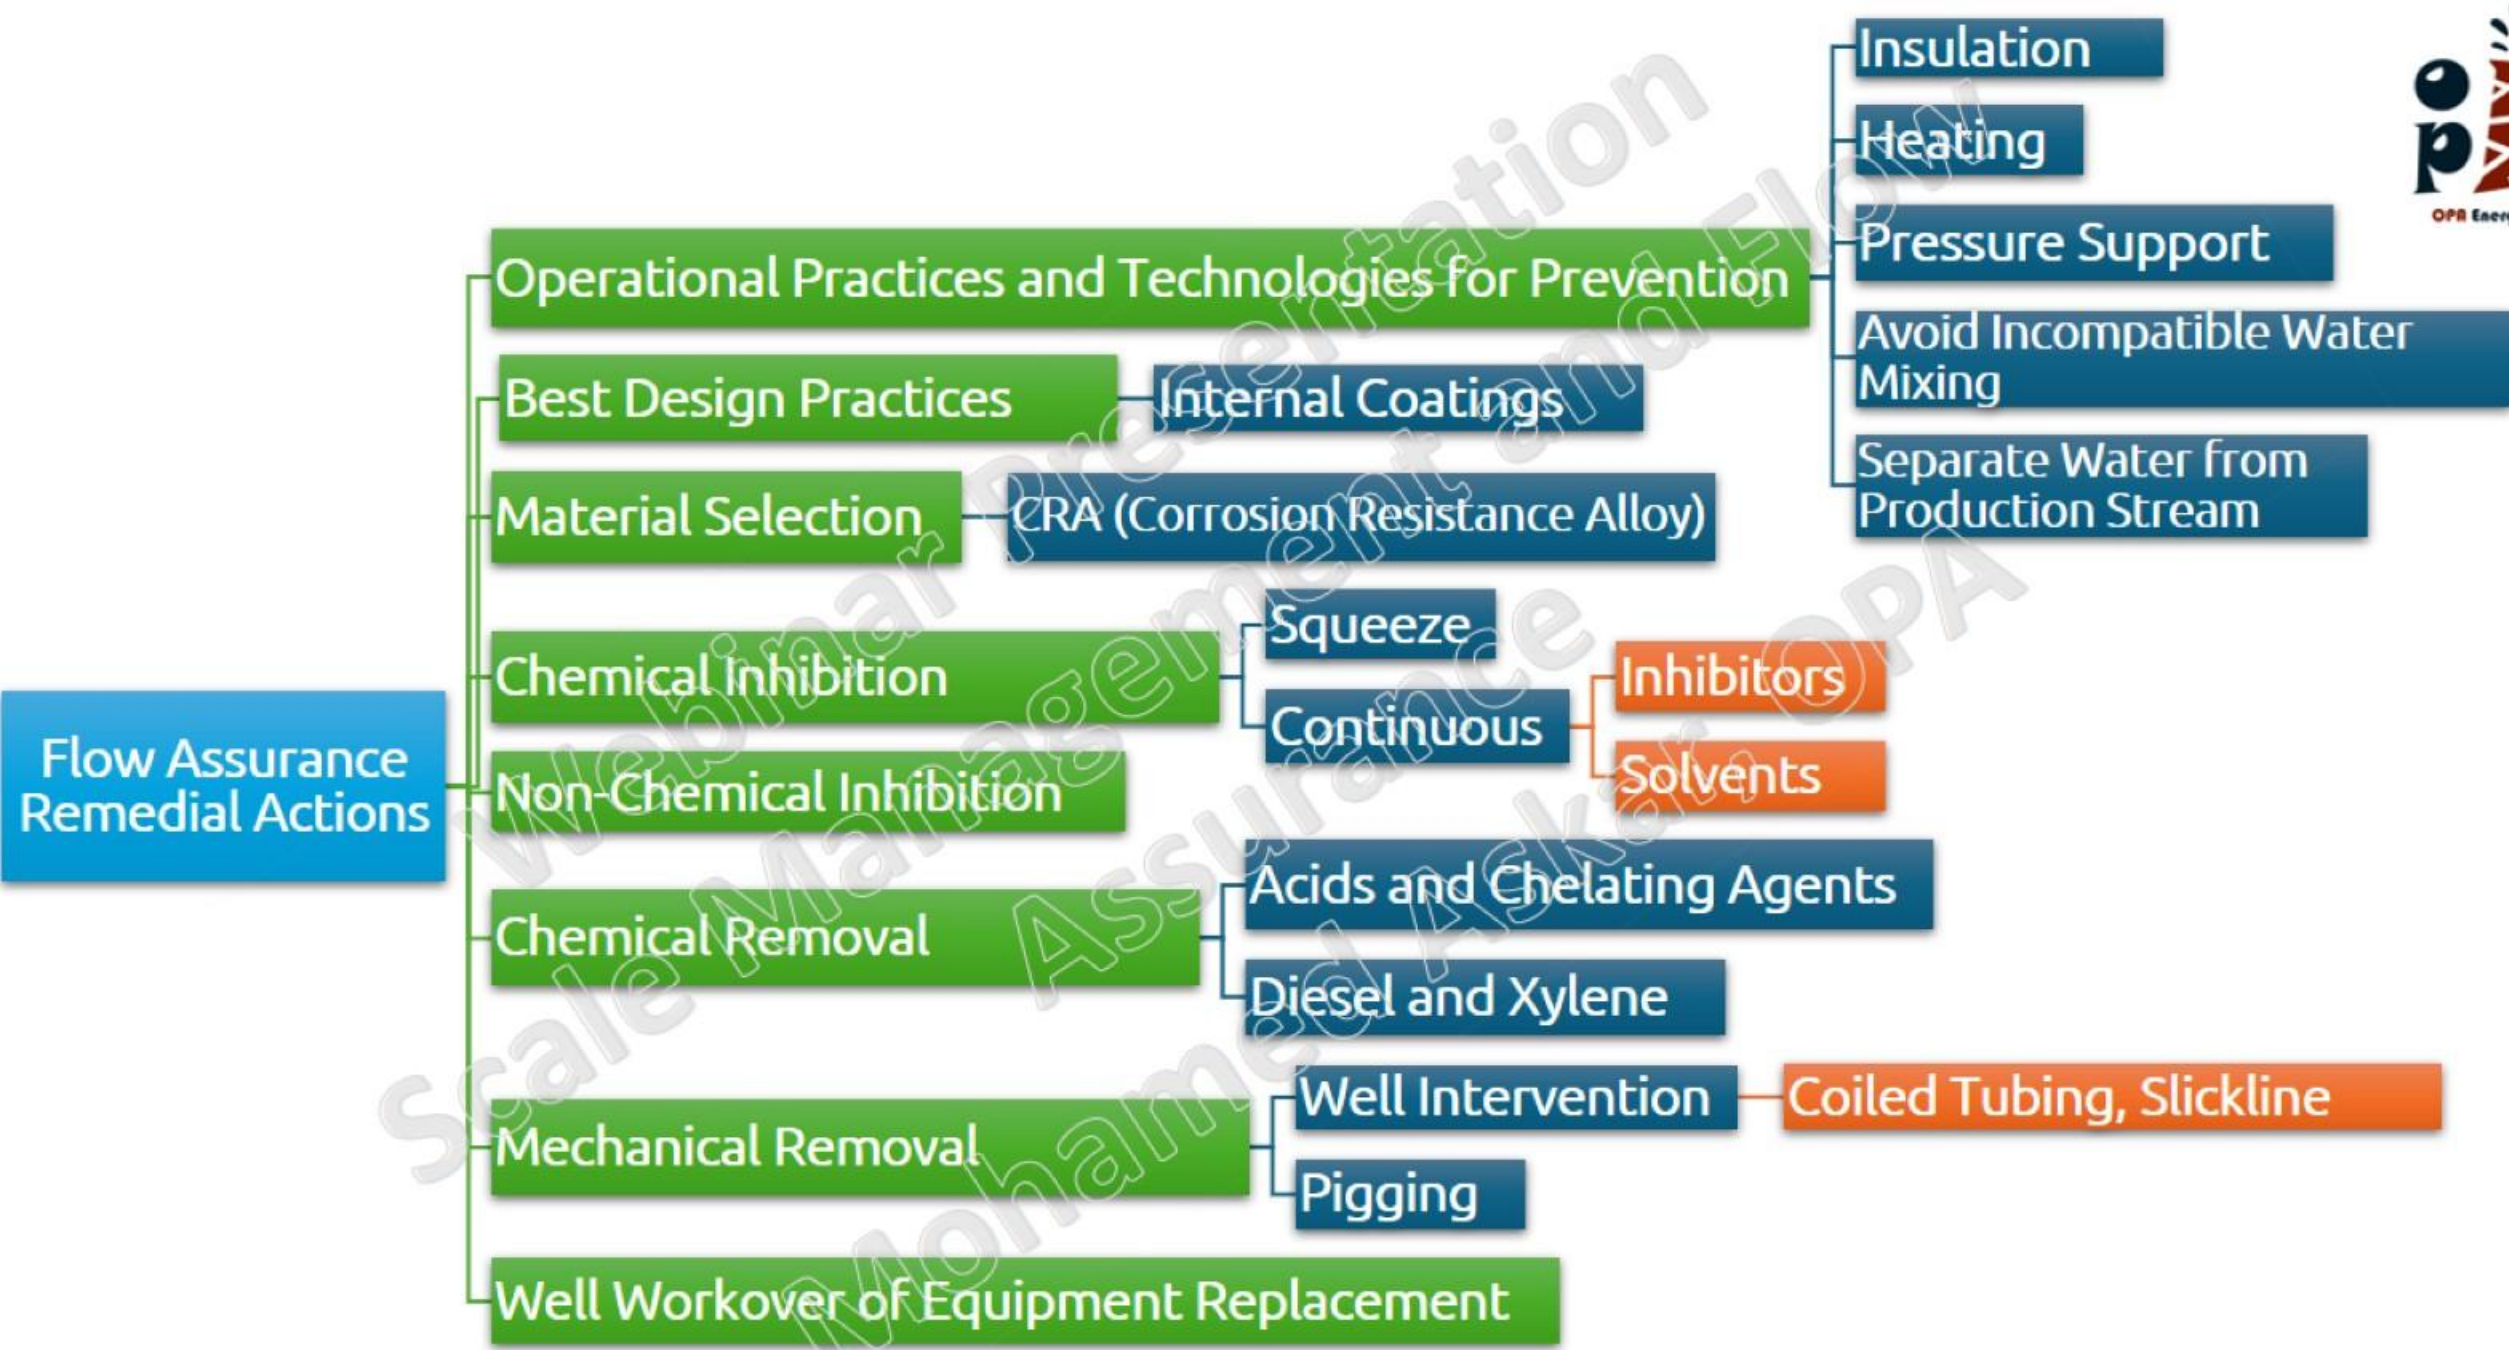 Insulation
Heating
Pressure Support
Avoid Incompatible Water
Mixing
Separate Water from
Production Stream
Operational Practices and Technologies for Prevention
Best Design Practices
Internal Coatings
Material Selection
CRA (Corrosion Resistance Alloy)
Chemical Inhibition
Squeeze
Continuous
Inhibitors
Solvents
Flow Assurance
Remedial Actions
Non-Chemical Inhibition
Chemical Removal
Acids and Chelating Agents
Diesel and Xylene
Mechanical Removal
Well Intervention
Coiled Tubing, Slickline
Pigging
Well Workover of Equipment Replacement
Webinar Presentation
Scale Management and Flow
Assurance
Mohamed Askar, OPA
OPA